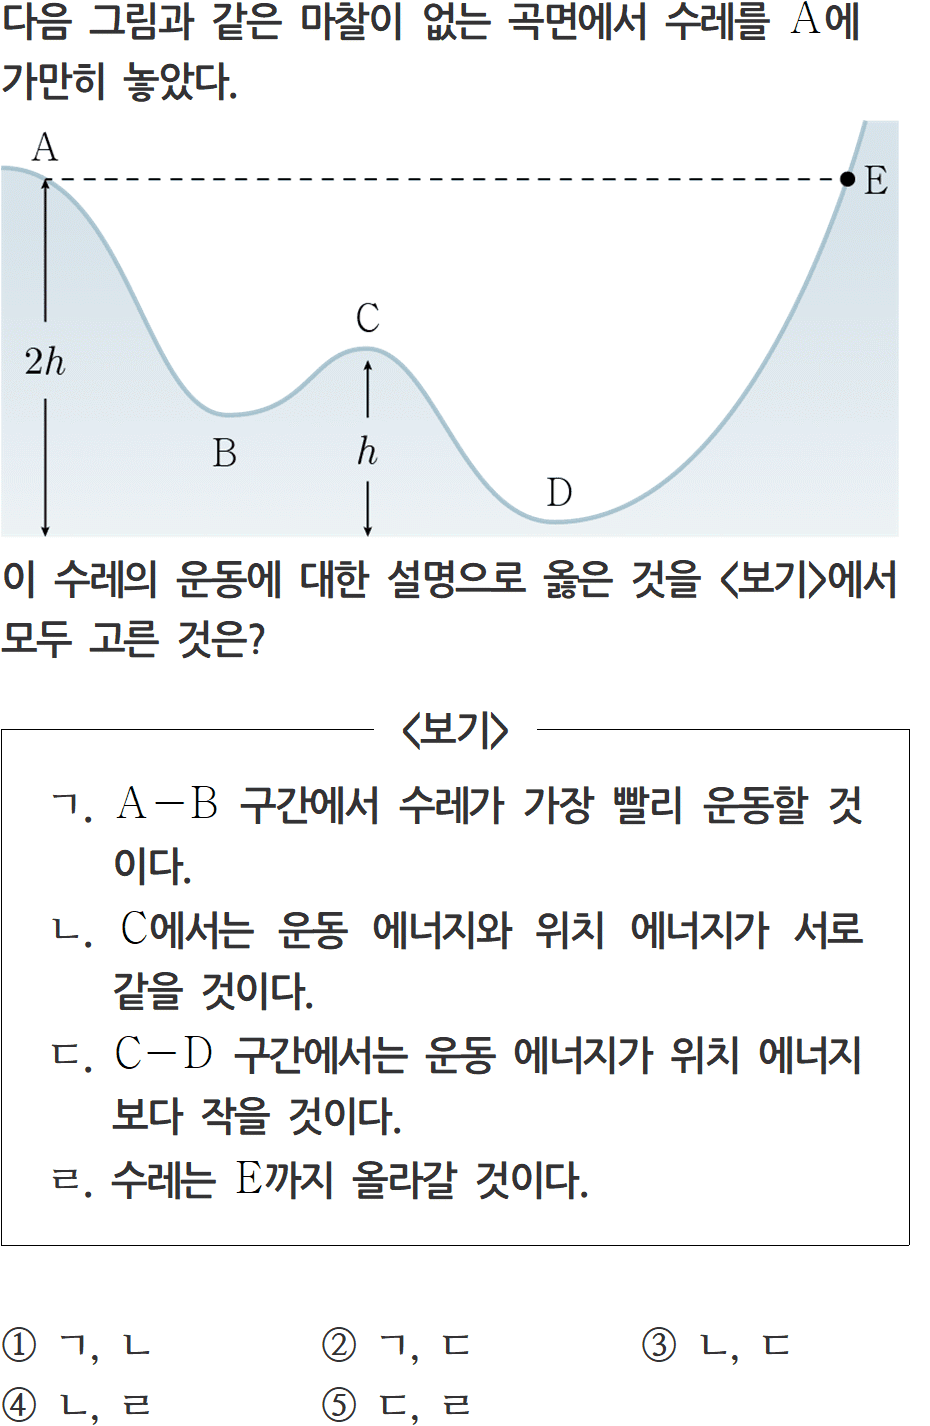 다음 그림과 같은 마찰이 없는 곡면에서 수레를 A에
가만히 놓았다.
A
E
C
2h
B
h
D
이 수레의 운동에 대한 설명으로 옳은 것을 <보기>에서
모두 고른 것은?
<보기>
ㄱ. A-B 구간에서 수레가 가장 빨리 운동할 것
이다.
ㄴ. C에서는 운동 에너지와 위치 에너지가 서로
같을 것이다.
ㄷ. C-D 구간에서는 운동 에너지가 위치 에너지
보다 작을 것이다.
ㄹ. 수레는 E까지 올라갈 것이다.
① ㄱ, ㄴ ② ㄱ, ㄷ ③ ㄴ, ㄷ
④ ㄴ, ㄹ ⑤ ㄷ, ㄹ